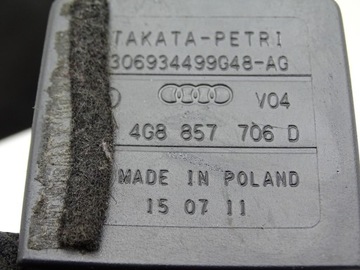 TAKATA-PETRI
306934499G48-AG
V04
4G8 857 706 D
MADE IN POLAND
15 07 11